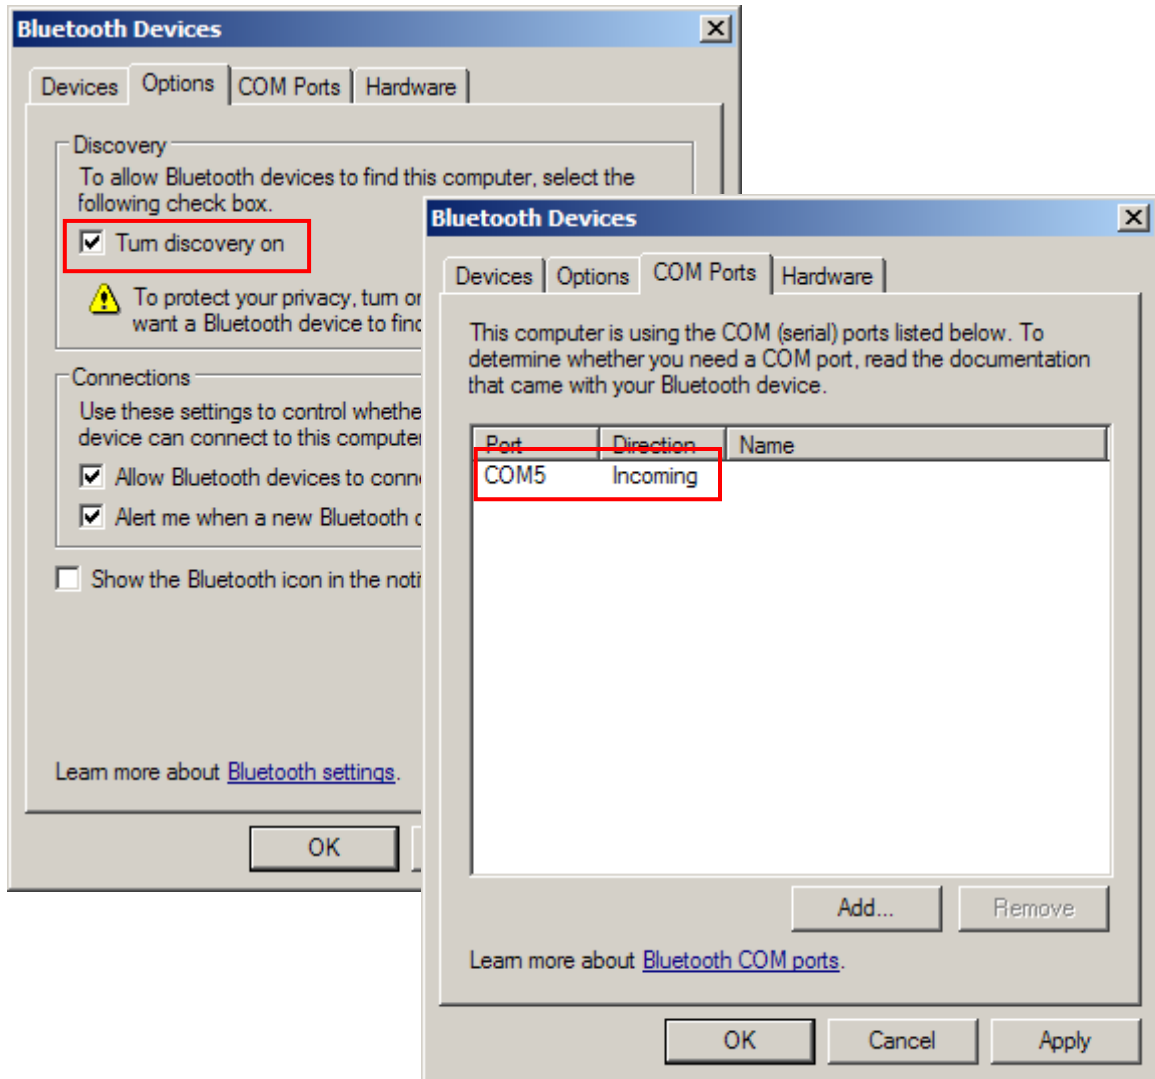 Bluetooth Devices
Devices Options COM Ports Hardware
Discovery
To allow Bluetooth devices to find this computer, select the
following check box.
Turn discovery on
To protect your privacy, turn
want a Bluetooth device to
Connections
Use these settings to control
device can connect to this
Allow Bluetooth devices to
Alert me when a new Bluetooth
Show the Bluetooth icon in the
Learn more about Bluetooth settings.
OK
Bluetooth Devices
Devices Options COM Ports Hardware
This computer is using the COM (serial) ports listed below. To
determine whether you need a COM port, read the documentation
that came with your Bluetooth device.
Port Direction Name
COM5 Incoming
Add... Remove
Learn more about Bluetooth COM ports.
OK Cancel Apply